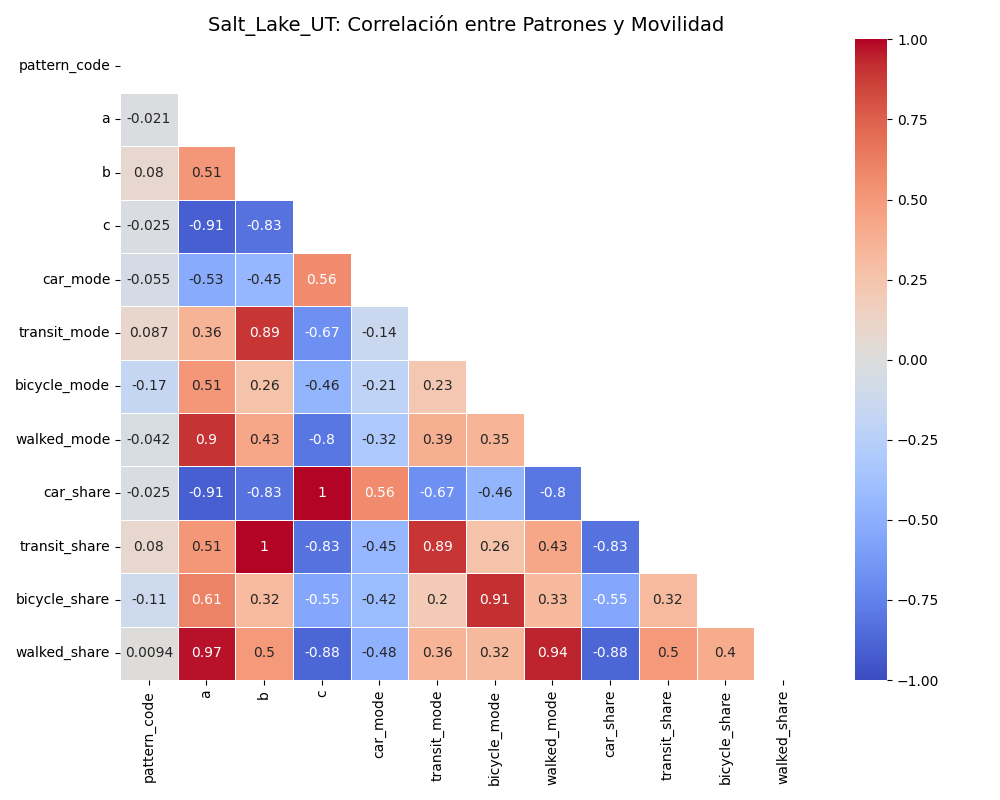 Salt_Lake_UT: Correlación entre Patrones y Movilidad
pattern_code
a -0.021
b 0.08 0.51
c -0.025 -0.91 -0.83
car_mode -0.055 -0.53 -0.45 0.56
transit_mode 0.087 0.36 0.89 -0.67 -0.14
bicycle_mode -0.17 0.51 0.26 -0.46 -0.21 0.23
walked_mode -0.042 0.9 0.43 -0.8 -0.32 0.39 0.35
car_share -0.025 -0.91 -0.83 1 0.56 -0.67 -0.46 -0.8
transit_share 0.08 0.51 1 -0.83 -0.45 0.89 0.26 0.43 -0.83
bicycle_share -0.11 0.61 0.32 -0.55 -0.42 0.2 0.91 0.33 -0.55 0.32
walked_share 0.0094 0.97 0.5 -0.88 -0.48 0.36 0.32 0.94 -0.88 0.5 0.4
pattern_code a b c car_mode transit_mode bicycle_mode walked_mode car_share transit_share bicycle_share walked_share
1.00
0.75
0.50
0.25
0.00
−0.25
−0.50
−0.75
−1.00